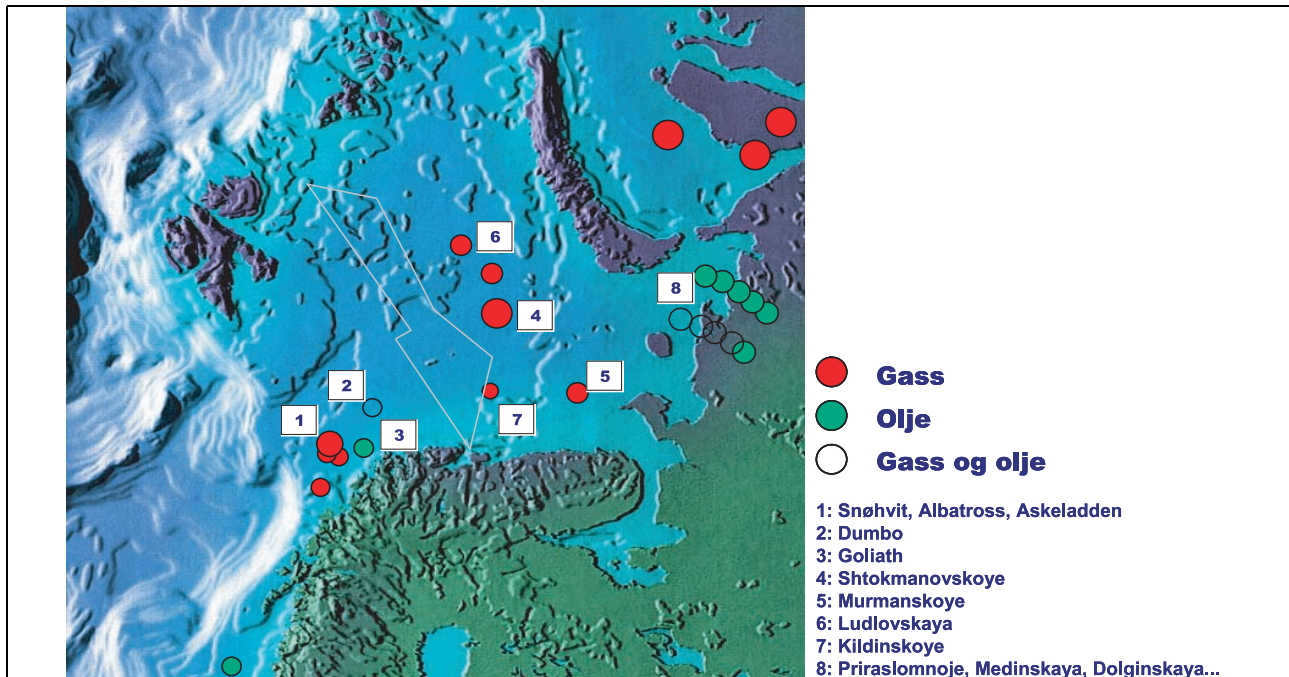 6
8
4
5
2
7
1
3
Gass
Olje
Gass og olje
1: Snøhvit, Albatross, Askeladden
2: Dumbo
3: Goliath
4: Shtokmanovskoye
5: Murmanskoye
6: Ludlovskaya
7: Kildinskoye
8: Priraslomnoje, Medinskaya, Dolginskaya...